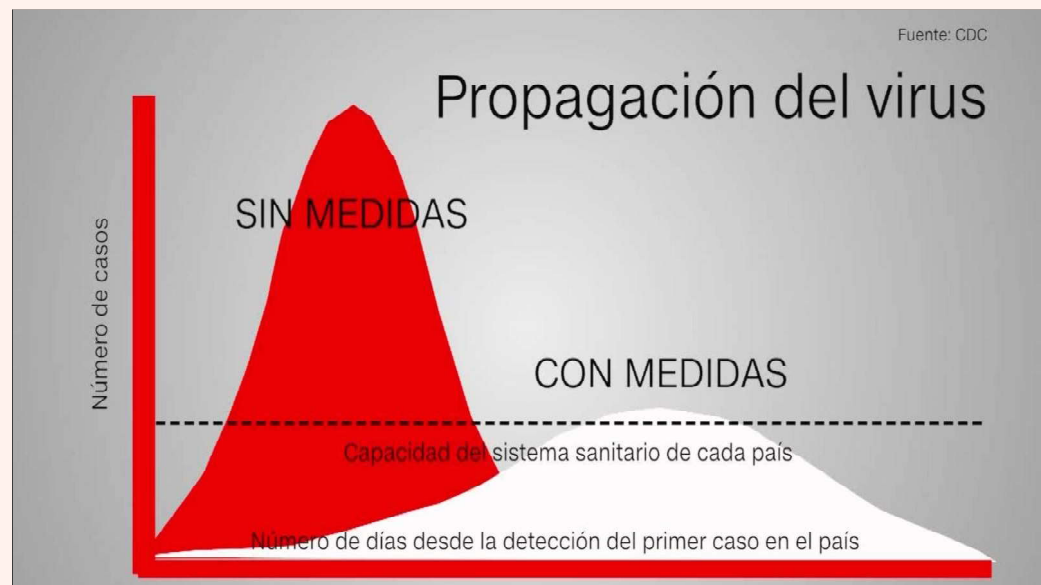 Fuente: CDC
Propagación del virus
SIN MEDIDAS
Número de casos
CON MEDIDAS
Capacidad del sistema sanitario de cada país
Número de días desde la detección del primer caso en el país